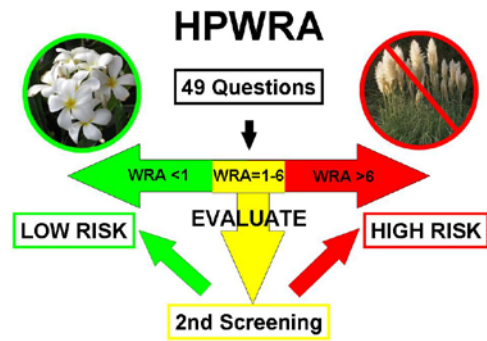 HPWRA
49 Questions
WRA <1
WRA=1-6
WRA >6
EVALUATE
LOW RISK
HIGH RISK
2nd Screening